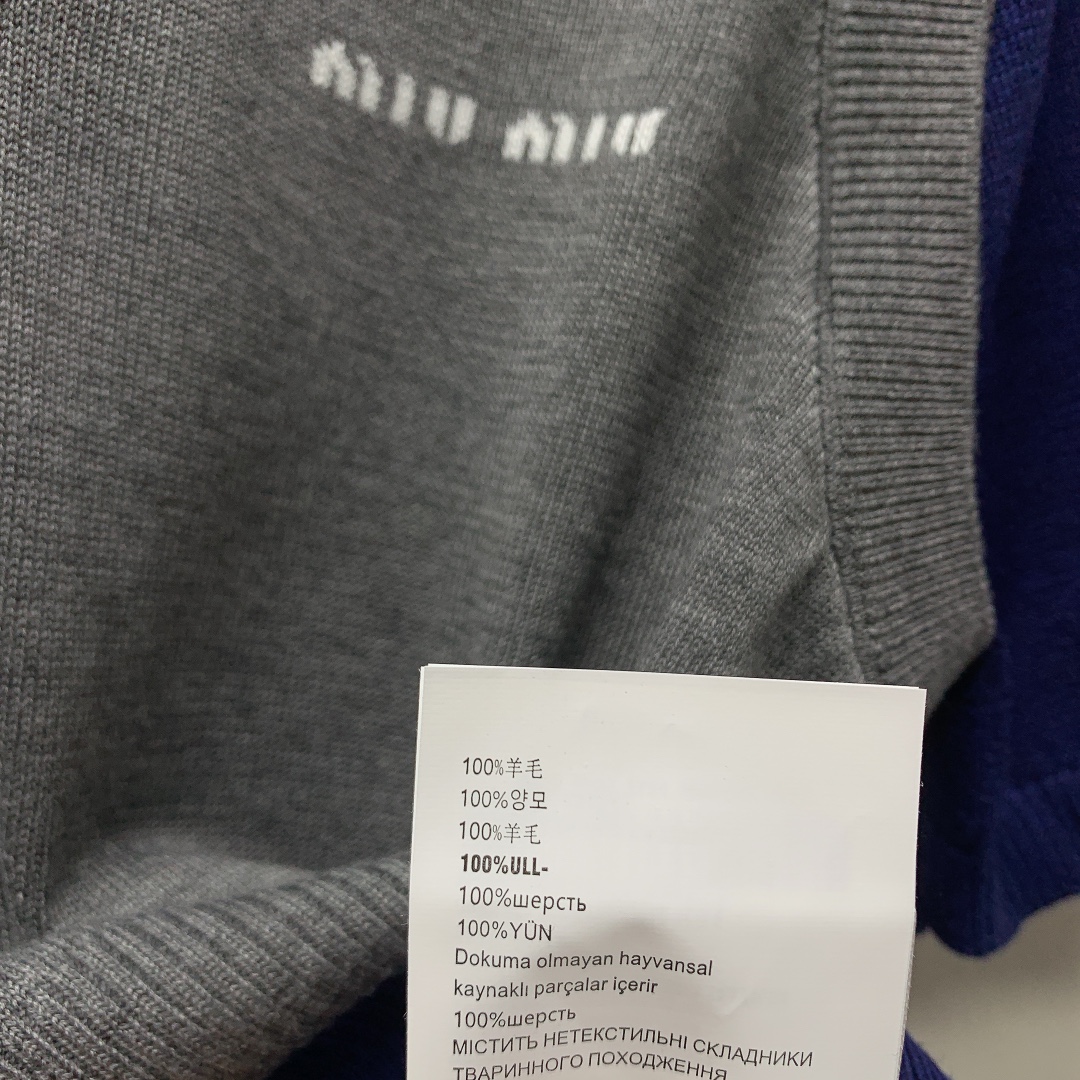 MIU MIU
100%羊毛
100%양모
100%羊毛
100%ULL-
100%шерсть
100%YÜN
Dokuma olmayan hayvansal
kaynaklı parçalar içerir
100%шерсть
МІСТИТЬ НЕТЕКСТИЛЬНІ СКЛАДНИКИ
ТВАРИННОГО ПОХОДЖЕННЯ